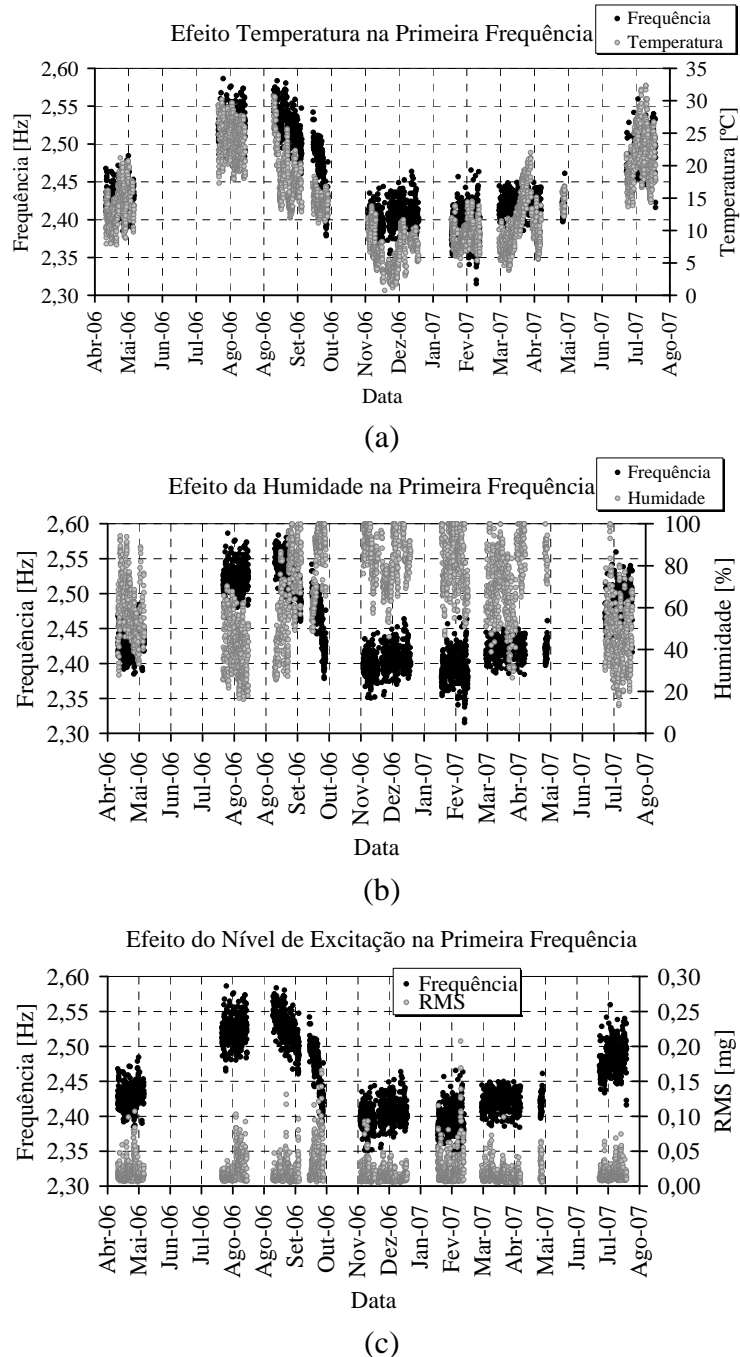 Efeito Temperatura na Primeira Frequência
Frequência
Temperatura
2,60
2,55
2,50
2,45
2,40
2,35
2,30
Frequência [Hz]
35
30
25
20
15
10
5
0
Temperatura [ºC]
Abr-06
Mai-06
Jun-06
Jul-06
Ago-06
Ago-06
Set-06
Out-06
Nov-06
Dez-06
Jan-07
Fev-07
Mar-07
Abr-07
Mai-07
Jun-07
Jul-07
Ago-07
Data
(a)
Efeito da Humidade na Primeira Frequência
Frequência
Humidade
2,60
2,55
2,50
2,45
2,40
2,35
2,30
Frequência [Hz]
100
80
60
40
20
0
Humidade [%]
Abr-06
Mai-06
Jun-06
Jul-06
Ago-06
Ago-06
Set-06
Out-06
Nov-06
Dez-06
Jan-07
Fev-07
Mar-07
Abr-07
Mai-07
Jun-07
Jul-07
Ago-07
Data
(b)
Efeito do Nível de Excitação na Primeira Frequência
Frequência
RMS
2,60
2,55
2,50
2,45
2,40
2,35
2,30
Frequência [Hz]
0,30
0,25
0,20
0,15
0,10
0,05
0,00
RMS [mg]
Abr-06
Mai-06
Jun-06
Jul-06
Ago-06
Ago-06
Set-06
Out-06
Nov-06
Dez-06
Jan-07
Fev-07
Mar-07
Abr-07
Mai-07
Jun-07
Jul-07
Ago-07
Data
(c)